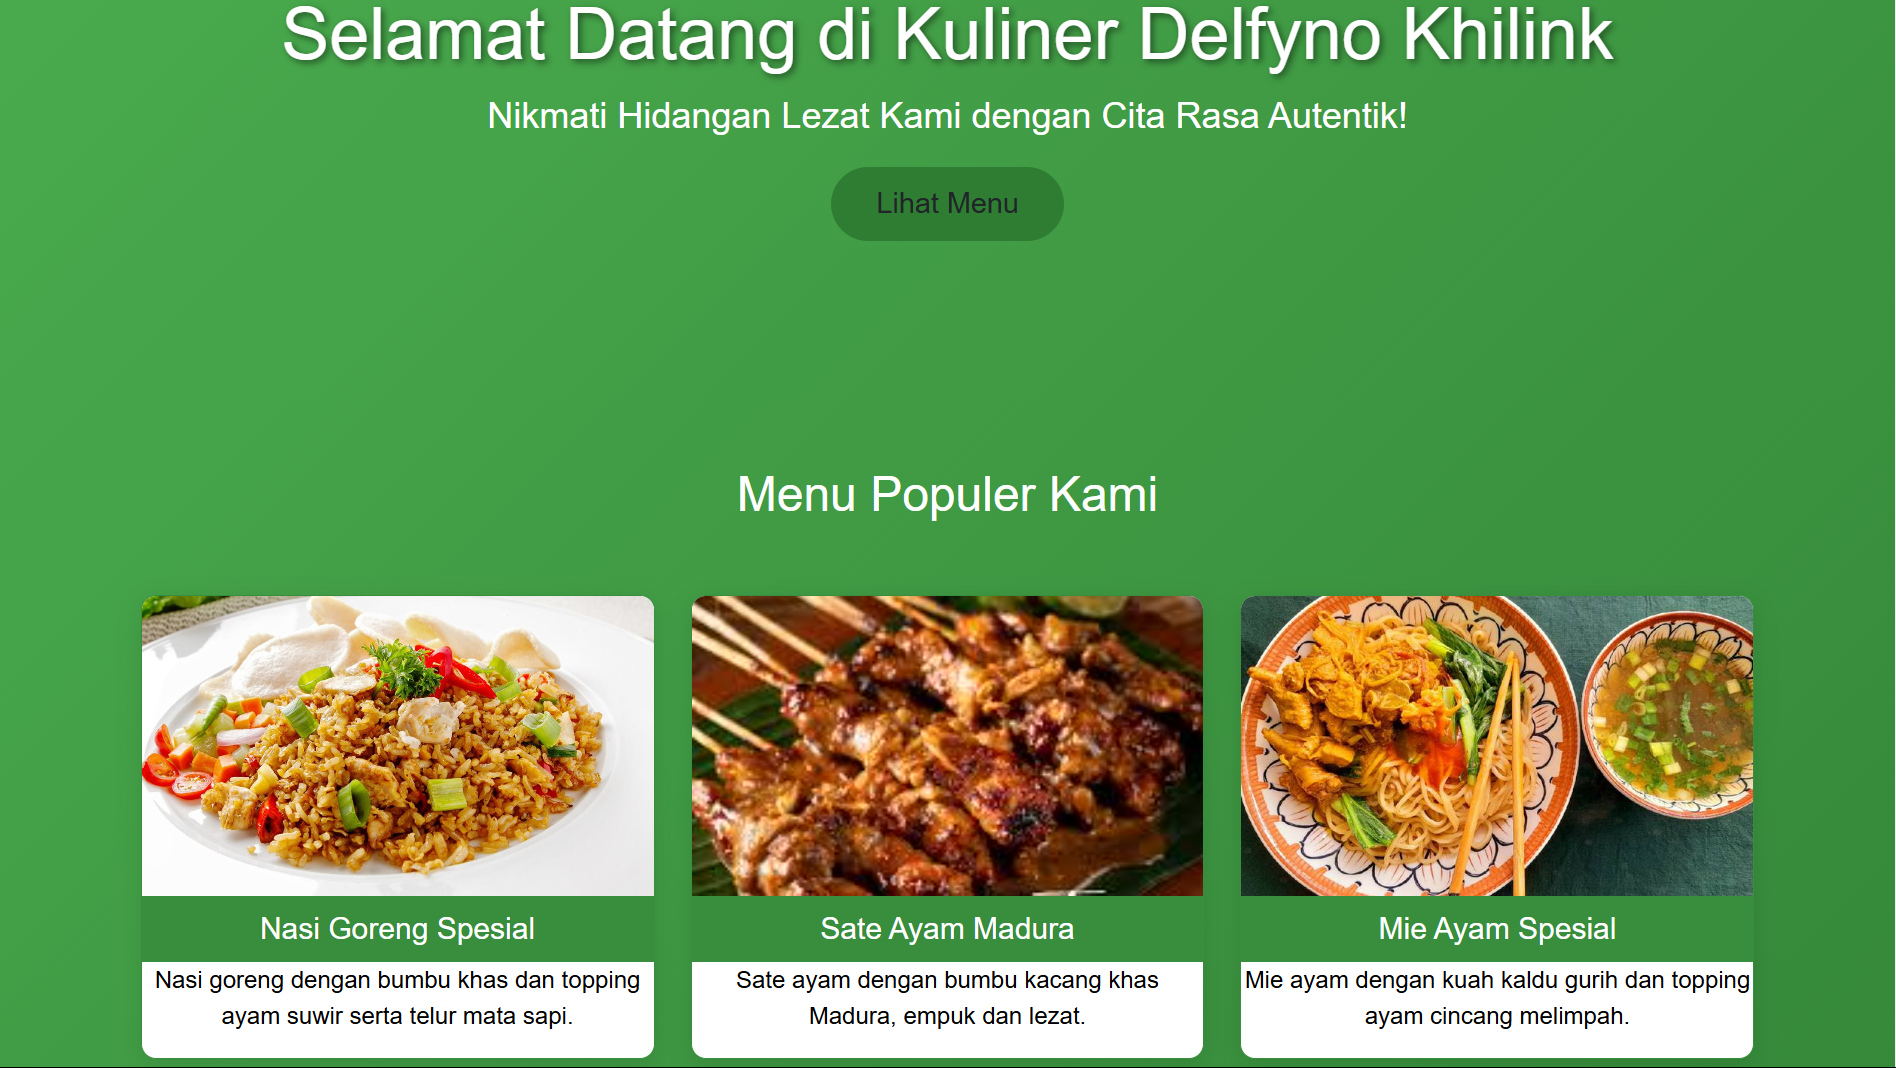 Selamat Datang di Kuliner Delfyno Khilink
Nikmati Hidangan Lezat Kami dengan Cita Rasa Autentik!
Lihat Menu
Menu Populer Kami
Nasi Goreng Spesial
Nasi goreng dengan bumbu khas dan topping
ayam suwir serta telur mata sapi.
Sate Ayam Madura
Sate ayam dengan bumbu kacang khas
Madura, empuk dan lezat.
Mie Ayam Spesial
Mie ayam dengan kuah kaldu gurih dan topping
ayam cincang melimpah.